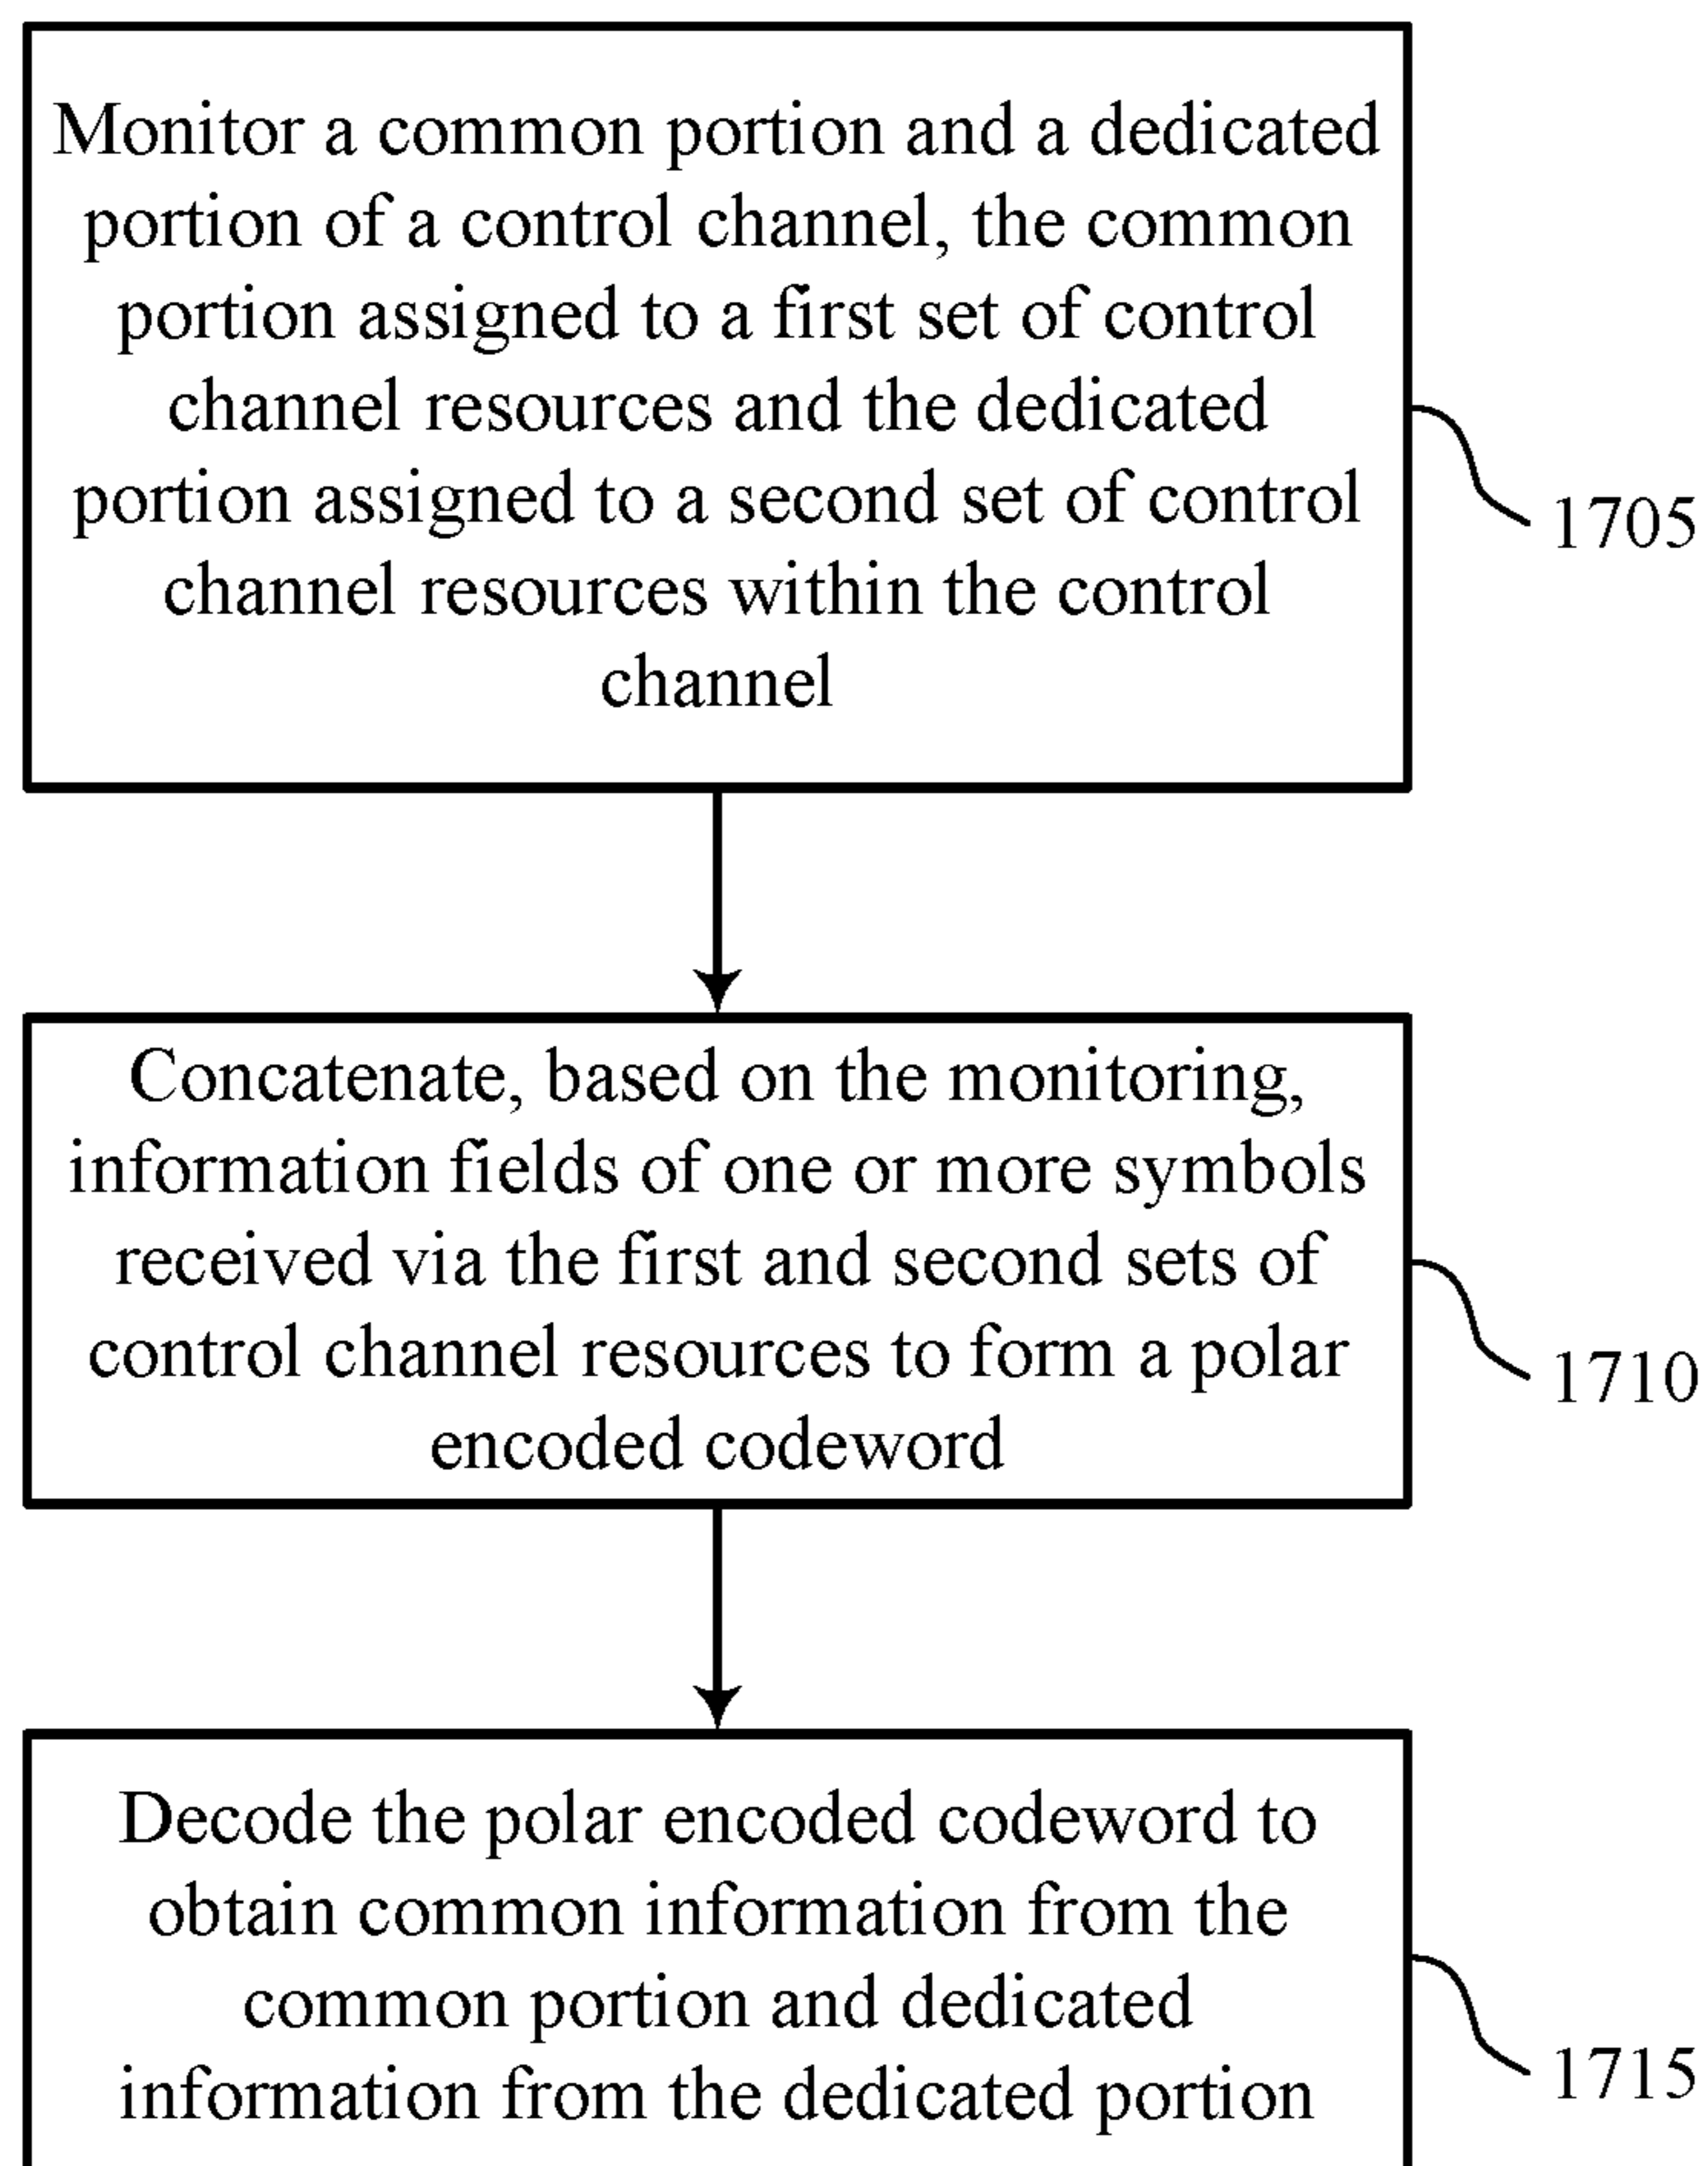 Monitor a common portion and a dedicated
portion of a control channel, the common
portion assigned to a first set of control
channel resources and the dedicated
portion assigned to a second set of control
channel resources within the control
channel
1705
Concatenate, based on the monitoring,
information fields of one or more symbols
received via the first and second sets of
control channel resources to form a polar
encoded codeword
1710
Decode the polar encoded codeword to
obtain common information from the
common portion and dedicated
information from the dedicated portion
1715